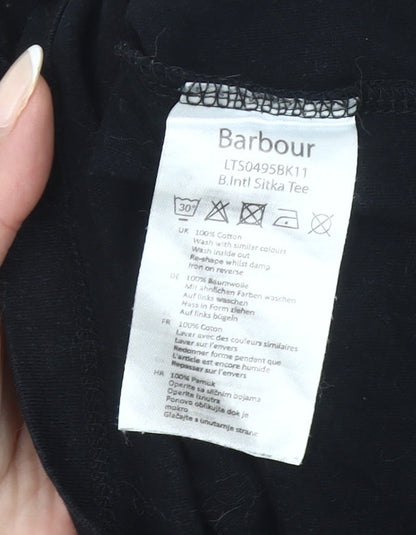 Barbour
LTS0495BK11
B.Intl Sitka Tee
30°
UK 100% Cotton
Wash with similar colours
Wash inside out
Re-shape whilst damp
Iron on reverse
DE 100% Baumwolle
Mit ähnlichen Farben waschen
Auf links waschen
Hass in Form ziehen
Auf links bügeln
FR 100% Coton
Laver avec des couleurs similaires
Laver sur l'envers
Redonner forme pendant que
L'article est encore humide
Repasser sur l'envers
HR 100% Pamuk
Operite sa sličnim bojama
Operite iznutra
Ponovo oblikujte dok je
mokro
Glačajte s unutarnje strane